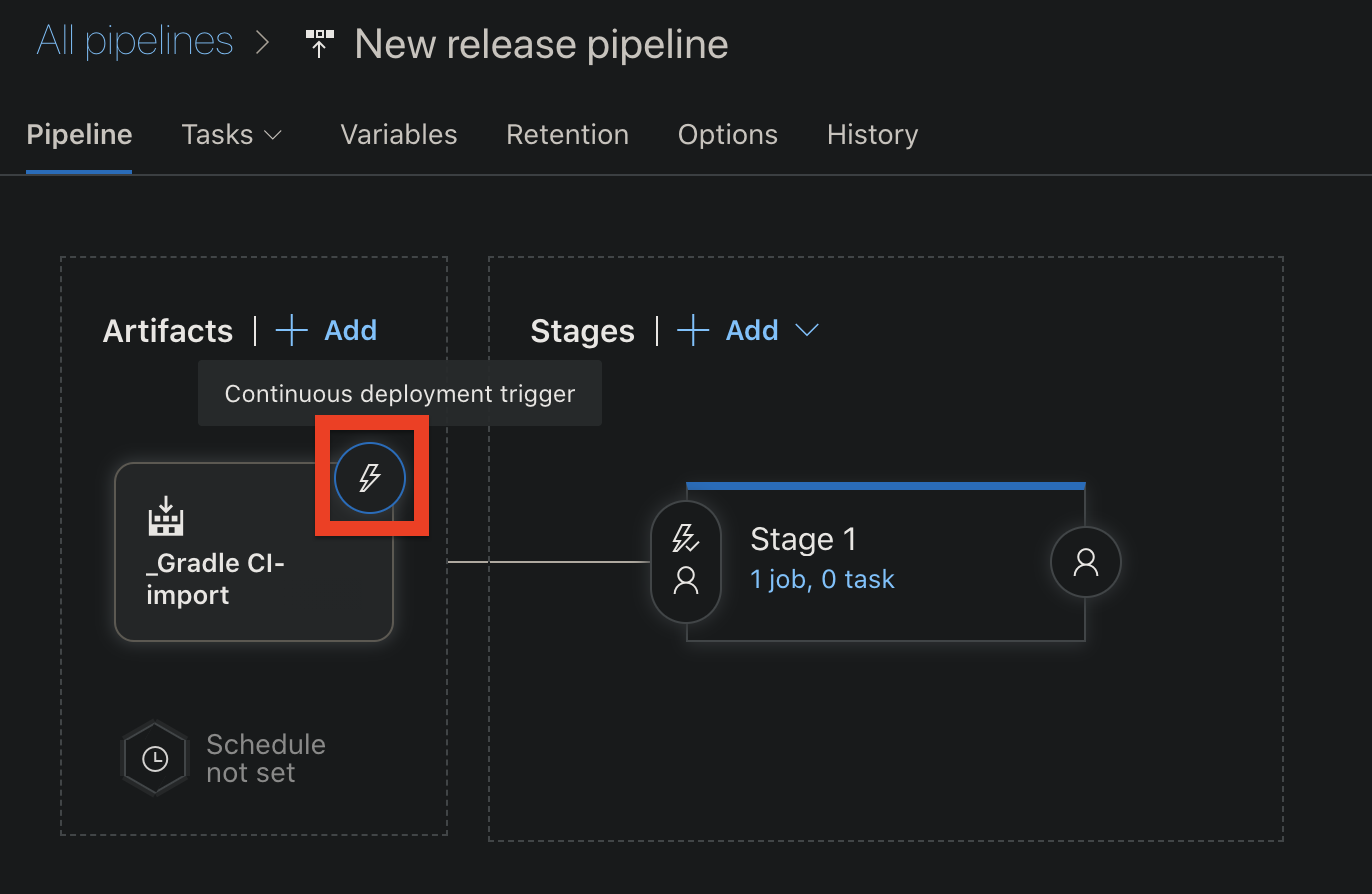 All pipelines > New release pipeline
Pipeline Tasks Variables Retention Options History
Artifacts | + Add
Stages | + Add
Continuous deployment trigger
_Gradle CI-
import
Stage 1
1 job, 0 task
Schedule
not set